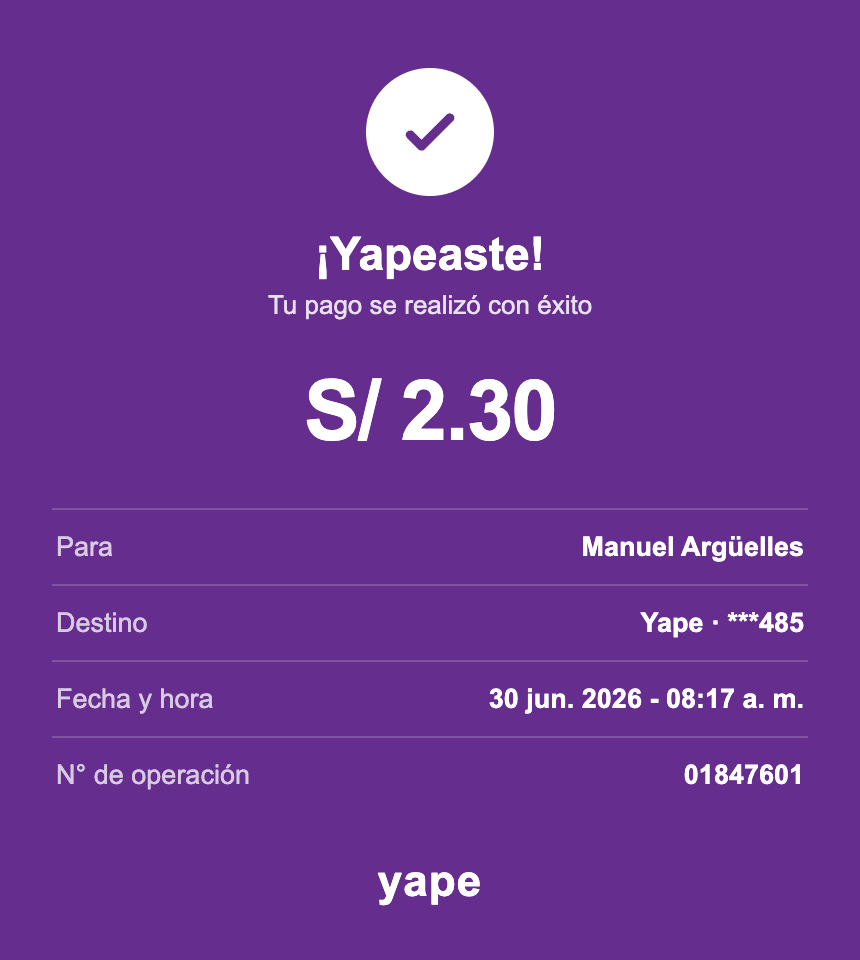 ¡Yapeaste!
Tu pago se realizó con éxito
S/ 2.30
Para Manuel Argüelles
Destino Yape · ***485
Fecha y hora 30 jun. 2026 - 08:17 a. m.
N° de operación 01847601
yape